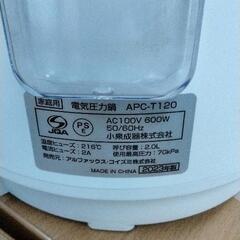 家庭用 電気圧力鍋 APC-T120
JQA
PS
E
AC100V 600W
50/60Hz
小泉成器株式会社
温度ヒューズ:216℃ 呼び容量:2.0L
電流ヒューズ:2A 使用最高圧力:70kPa
発売元:アルファックス・コイズミ株式会社 2023年製
MADE IN CHINA